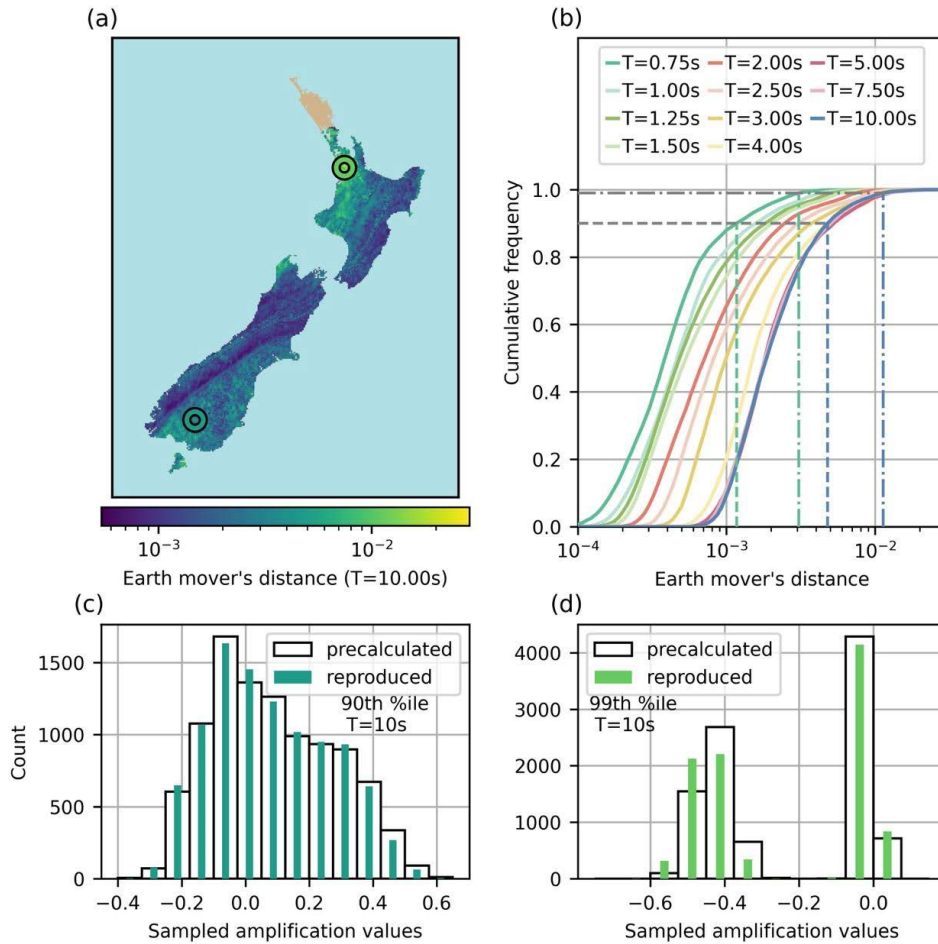 (a)
10⁻³ 10⁻²
Earth mover's distance (T=10.00s)
(b)
T=0.75s T=2.00s T=5.00s
T=1.00s T=2.50s T=7.50s
T=1.25s T=3.00s T=10.00s
T=1.50s T=4.00s
Cumulative frequency
1.0
0.8
0.6
0.4
0.2
0.0
10⁻⁴ 10⁻³ 10⁻²
Earth mover's distance
(c)
precalculated
reproduced
90th %ile
T=10s
Count
1500
1000
500
0
−0.4 −0.2 0.0 0.2 0.4 0.6
Sampled amplification values
(d)
precalculated
reproduced
99th %ile
T=10s
4000
3000
2000
1000
0
−0.6 −0.4 −0.2 0.0
Sampled amplification values